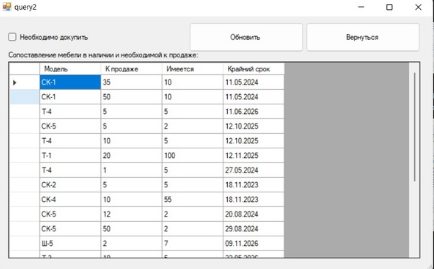 query2
Необходимо докупить
Обновить
Вернуться
Сопоставление мебели в наличии и необходимой к продаже:
Модель К продаже Имеется Крайний срок
СК-1 35 10 11.05.2024
СК-1 50 10 11.05.2024
Т-4 5 5 11.06.2026
СК-5 5 2 12.10.2025
Т-4 10 5 12.10.2025
Т-1 20 100 12.11.2025
Т-4 1 5 27.05.2024
СК-2 5 5 18.11.2023
СК-4 10 55 18.11.2023
СК-5 12 2 20.08.2024
СК-5 50 2 29.08.2024
Ш-5 2 7 09.11.2026